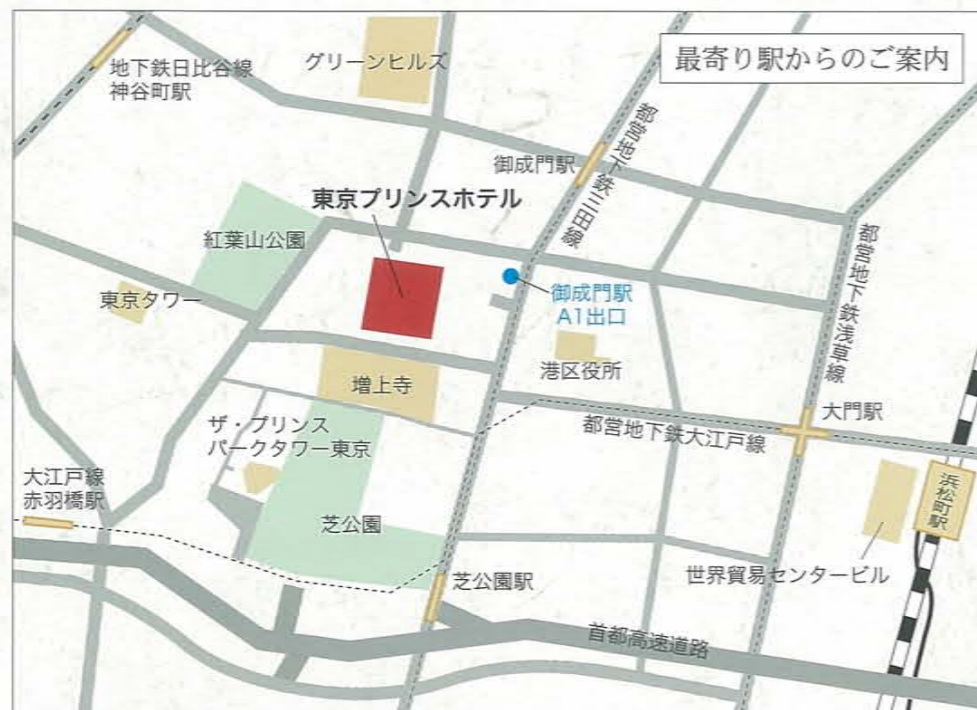 最寄り駅からのご案内
グリーンヒルズ
地下鉄日比谷線
神谷町駅
都営地下鉄三田線
御成門駅
東京プリンスホテル
紅葉山公園
東京タワー
御成門駅
A1出口
都営地下鉄浅草線
港区役所
増上寺
大門駅
都営地下鉄大江戸線
ザ・プリンス
パークタワー東京
大江戸線
赤羽橋駅
浜松町駅
芝公園
世界貿易センタービル
芝公園駅
首都高速道路